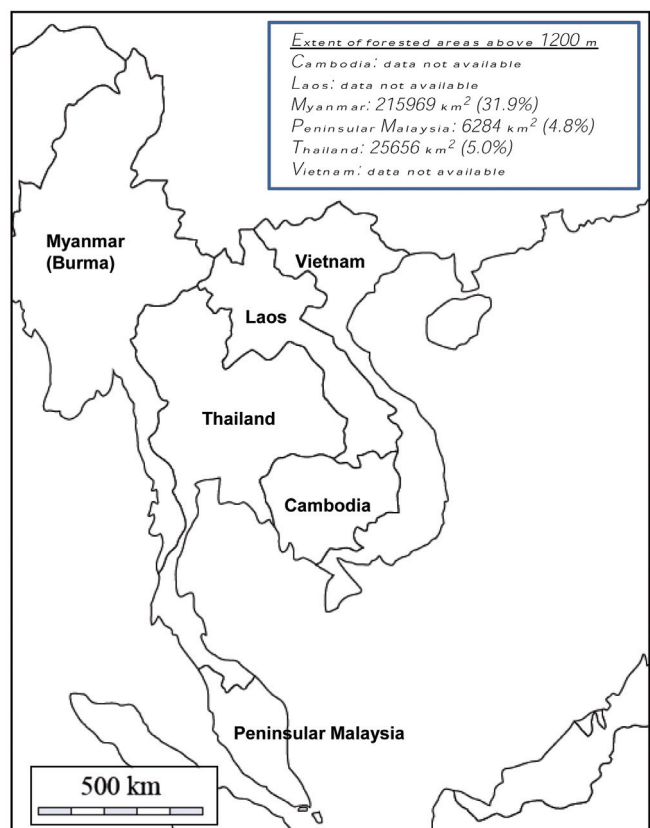 Extent of forested areas above 1200 m
Cambodia: data not available
Laos: data not available
Myanmar: 215969 km² (31.9%)
Peninsular Malaysia: 6284 km² (4.8%)
Thailand: 25656 km² (5.0%)
Vietnam: data not available
Myanmar
(Burma)
Vietnam
Laos
Thailand
Cambodia
Peninsular Malaysia
500 km